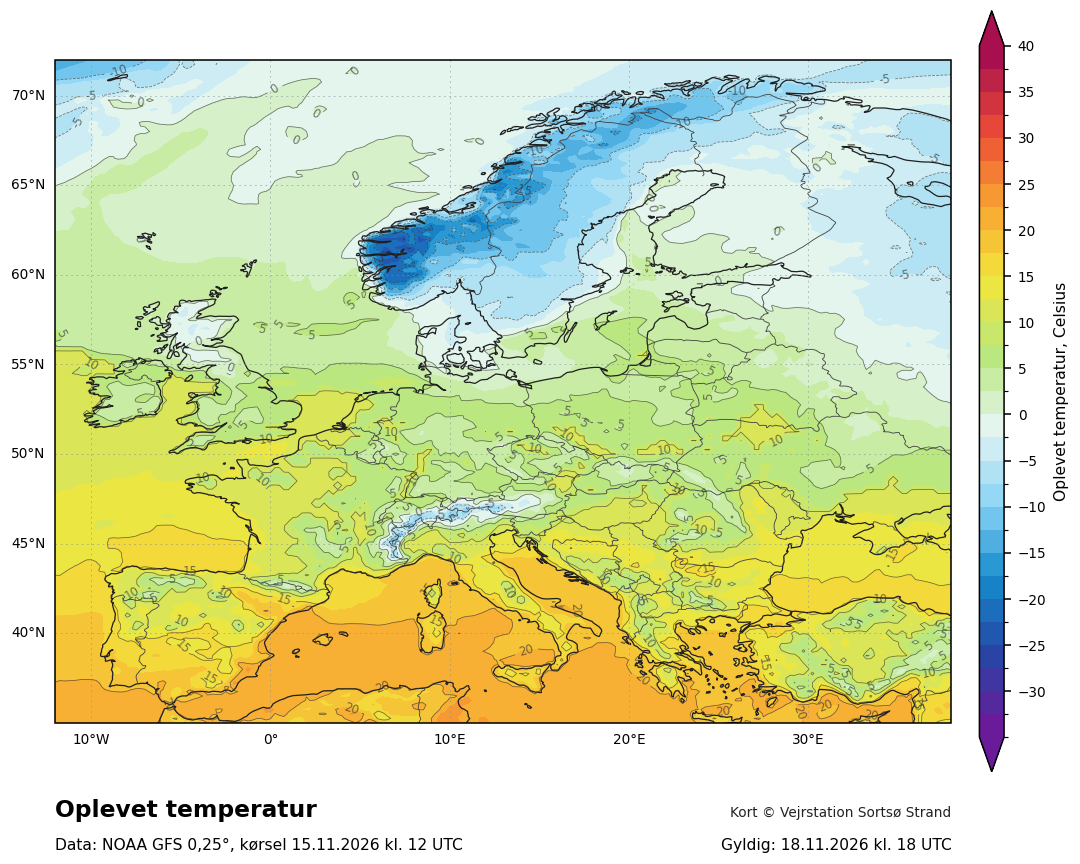 40
35
30
25
20
15
10
5
0
−5
−10
−15
−20
−25
−30
Oplevet temperatur, Celsius
70°N
65°N
60°N
55°N
50°N
45°N
40°N
10°W
0°
10°E
20°E
30°E
Oplevet temperatur
Kort © Vejrstation Sortsø Strand
Data: NOAA GFS 0,25°, kørsel 15.11.2026 kl. 12 UTC
Gyldig: 18.11.2026 kl. 18 UTC